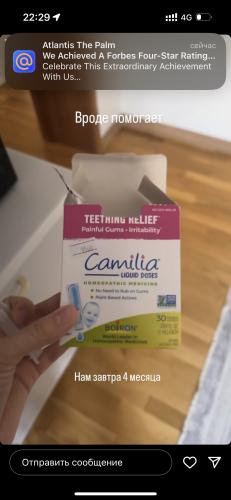 22:29
4G
Atlantis The Palm
сейчас
We Achieved A Forbes Four-Star Rating...
Celebrate This Extraordinary Achievement
With Us...
Вроде помогает
TEETHING RELIEF
Painful Gums • Irritability
Camilia
LIQUID DOSES
HOMEOPATHIC MEDICINE
No Need to Rub on Gums
Plant Based Actives
BOIRON
World Leader in
Homeopathic Medicines
30
Нам завтра 4 месяца
Отправить сообщение